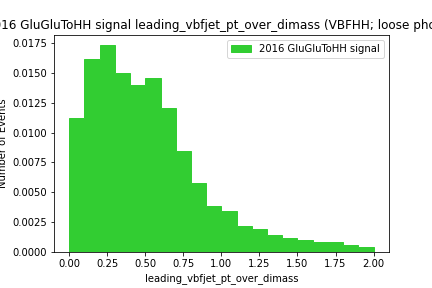 016 GluGluToHH signal leading_vbfjet_pt_over_dimass (VBFHH; loose pho
2016 GluGluToHH signal
Number of Events
0.0175
0.0150
0.0125
0.0100
0.0075
0.0050
0.0025
0.0000
0.00 0.25 0.50 0.75 1.00 1.25 1.50 1.75 2.00
leading_vbfjet_pt_over_dimass